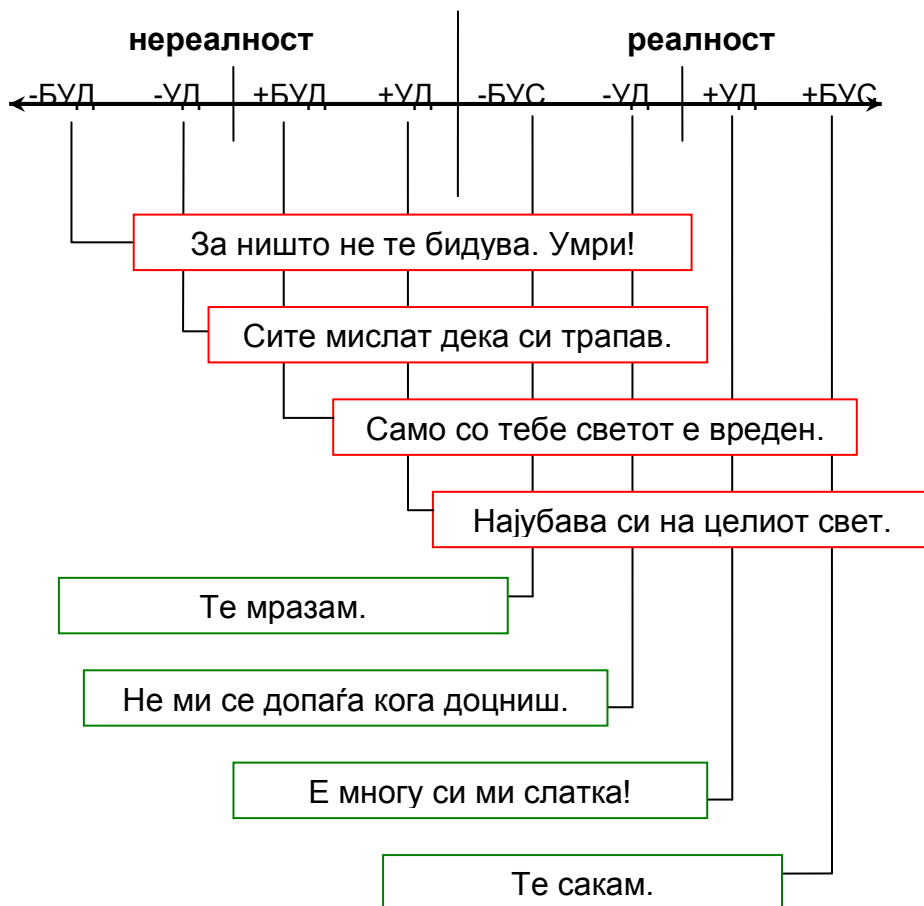 нереалност реалност
-БУД -УД +БУД +УД -БУС -УД +УД +БУС
За ништо не те бидува. Умри!
Сите мислат дека си трапав.
Само со тебе светот е вреден.
Најубава си на целиот свет.
Те мразам.
Не ми се допаѓа кога доцниш.
Е многу си ми слатка!
Те сакам.